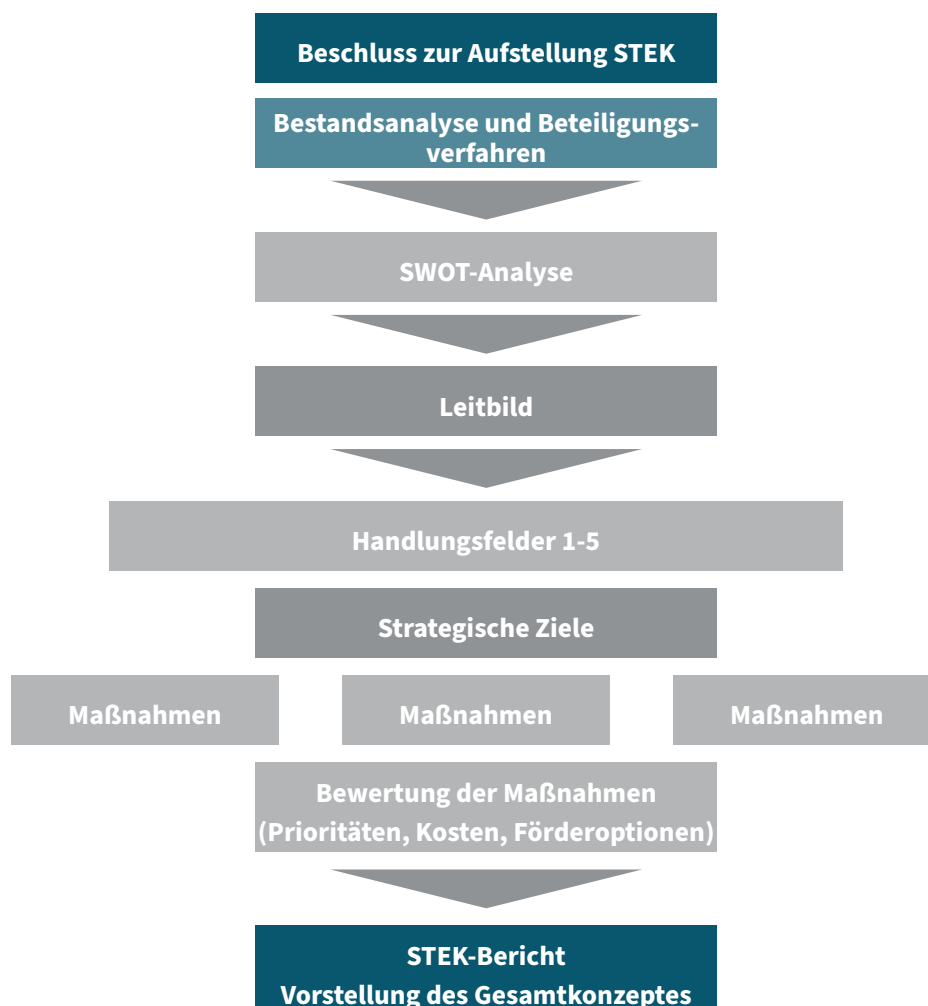 Beschluss zur Aufstellung STEK
Bestandsanalyse und Beteiligungs-
verfahren
SWOT-Analyse
Leitbild
Handlungsfelder 1-5
Strategische Ziele
Maßnahmen
Maßnahmen
Maßnahmen
Bewertung der Maßnahmen
(Prioritäten, Kosten, Förderoptionen)
STEK-Bericht
Vorstellung des Gesamtkonzeptes